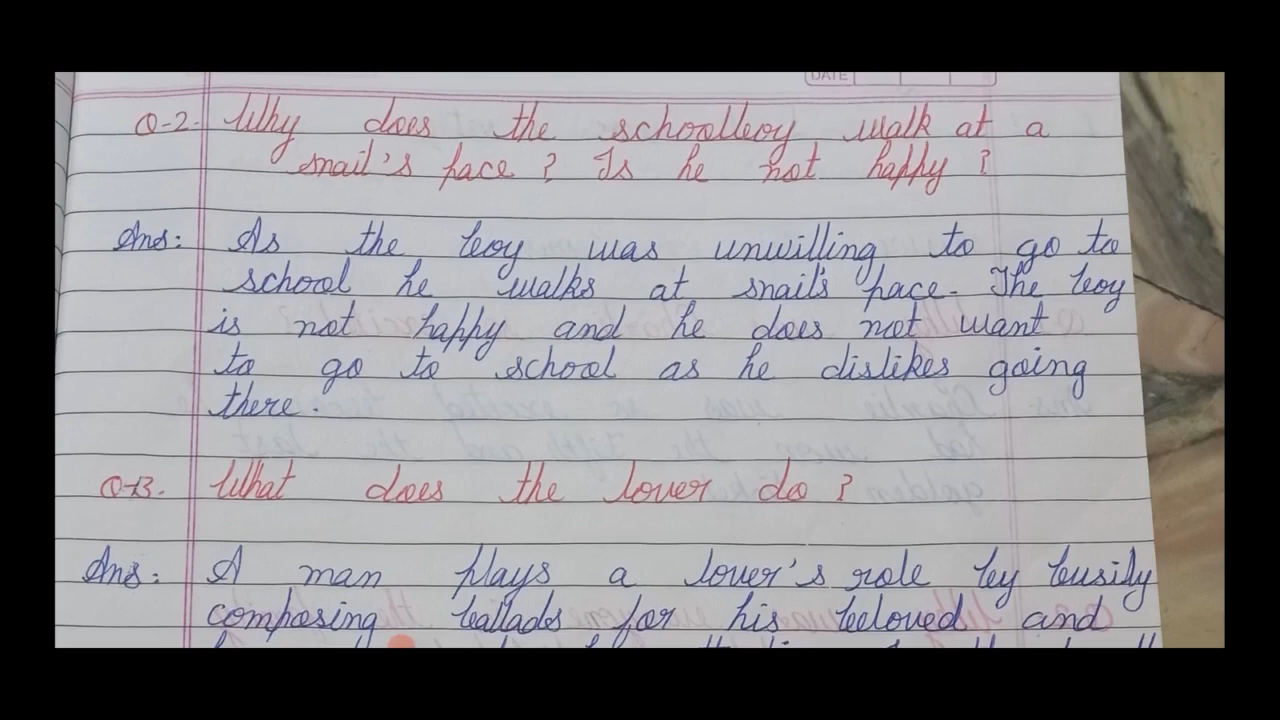 DATE
Q-2. Why does the schoolboy walk at a
snail's pace? Is he not happy?
Ans: As the boy was unwilling to go to
school he walks at snail's pace. The boy
is not happy and he does not want
to go to school as he dislikes going
there.
Q-3. What does the lover do?
Ans: A man plays a lover's role by busily
composing ballads for his beloved and